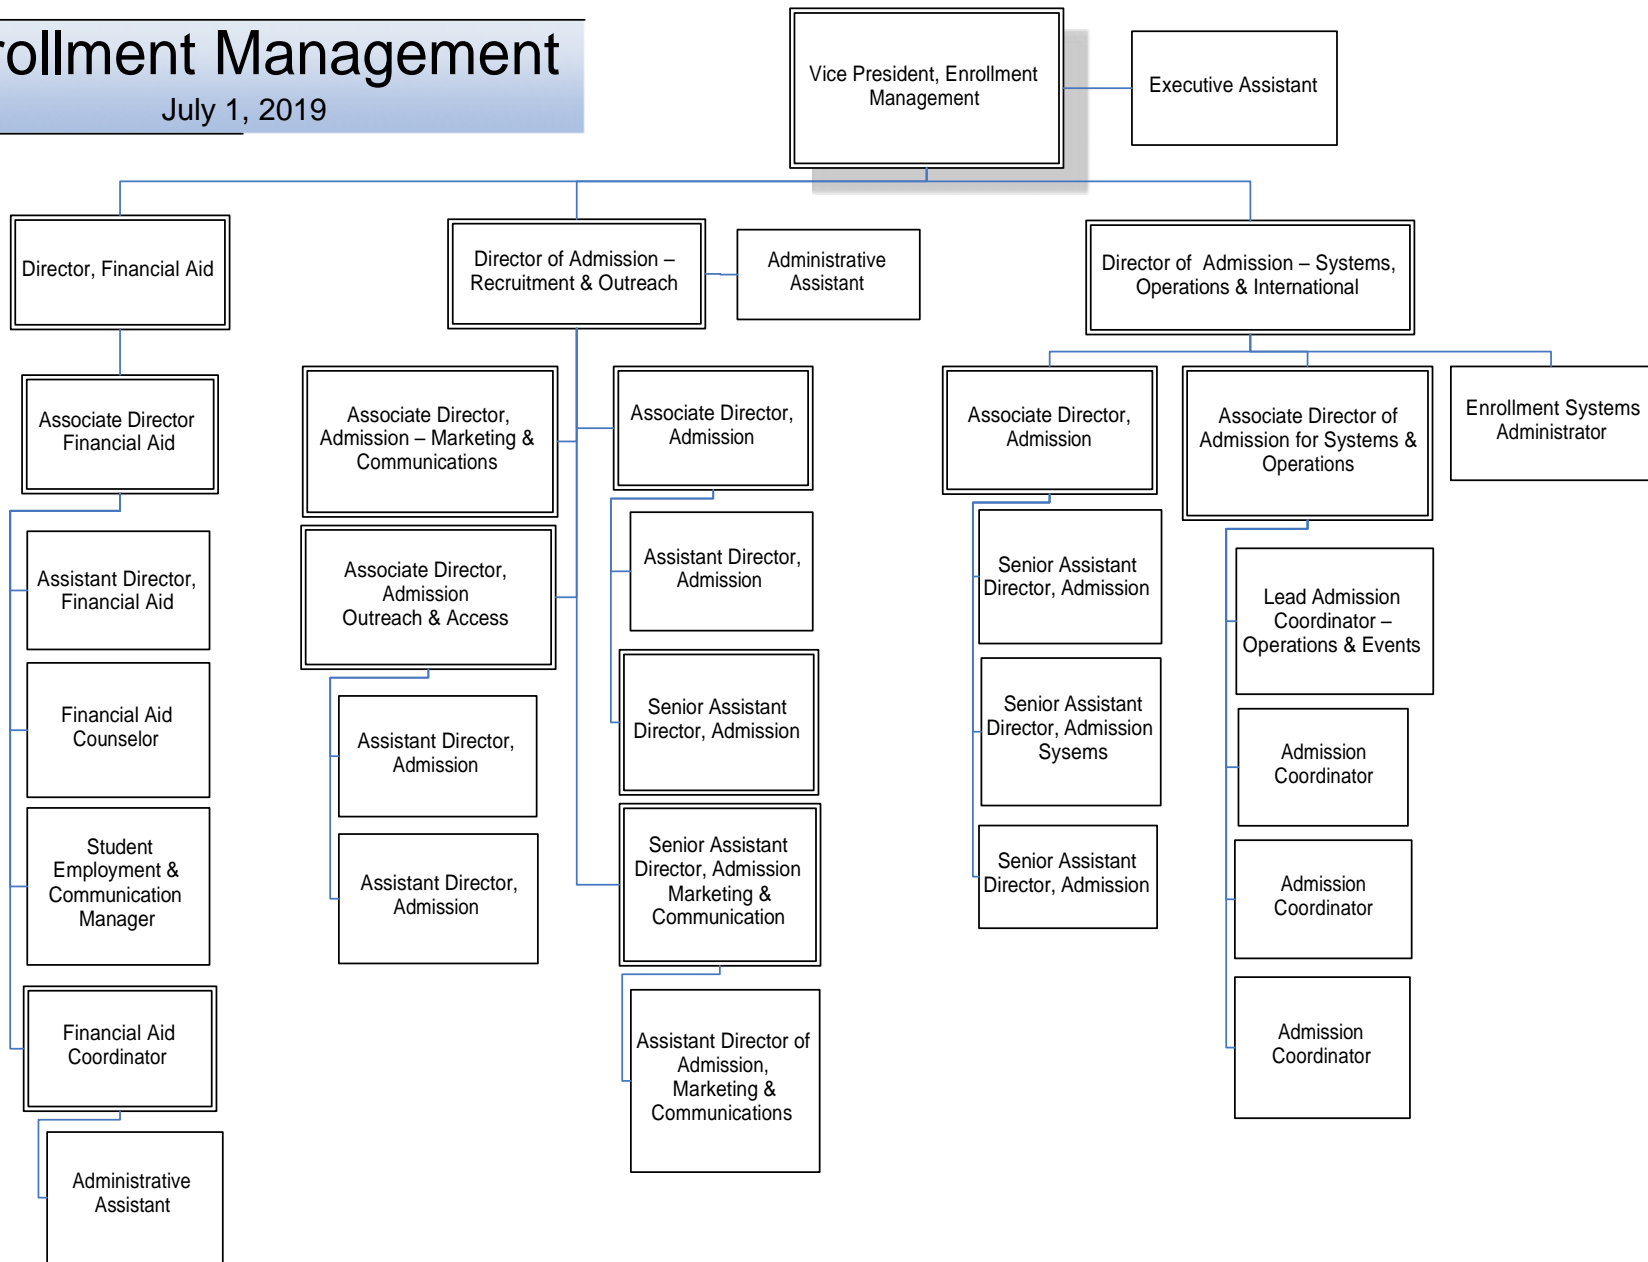 rollment Management
July 1, 2019
Vice President, Enrollment
Management
Executive Assistant
Director, Financial Aid
Director of Admission –
Recruitment & Outreach
Administrative
Assistant
Director of  Admission – Systems,
Operations & International
Associate Director
Financial Aid
Assistant Director,
Financial Aid
Financial Aid
Counselor
Student
Employment &
Communication
Manager
Financial Aid
Coordinator
Administrative
Assistant
Associate Director,
Admission – Marketing &
Communications
Associate Director,
Admission
Outreach & Access
Assistant Director,
Admission
Assistant Director,
Admission
Associate Director,
Admission
Assistant Director,
Admission
Senior Assistant
Director, Admission
Senior Assistant
Director, Admission
Marketing &
Communication
Assistant Director of
Admission,
Marketing &
Communications
Associate Director,
Admission
Senior Assistant
Director, Admission
Senior Assistant
Director, Admission
Sysems
Senior Assistant
Director, Admission
Associate Director of
Admission for Systems &
Operations
Lead Admission
Coordinator –
Operations & Events
Admission
Coordinator
Admission
Coordinator
Admission
Coordinator
Enrollment Systems
Administrator